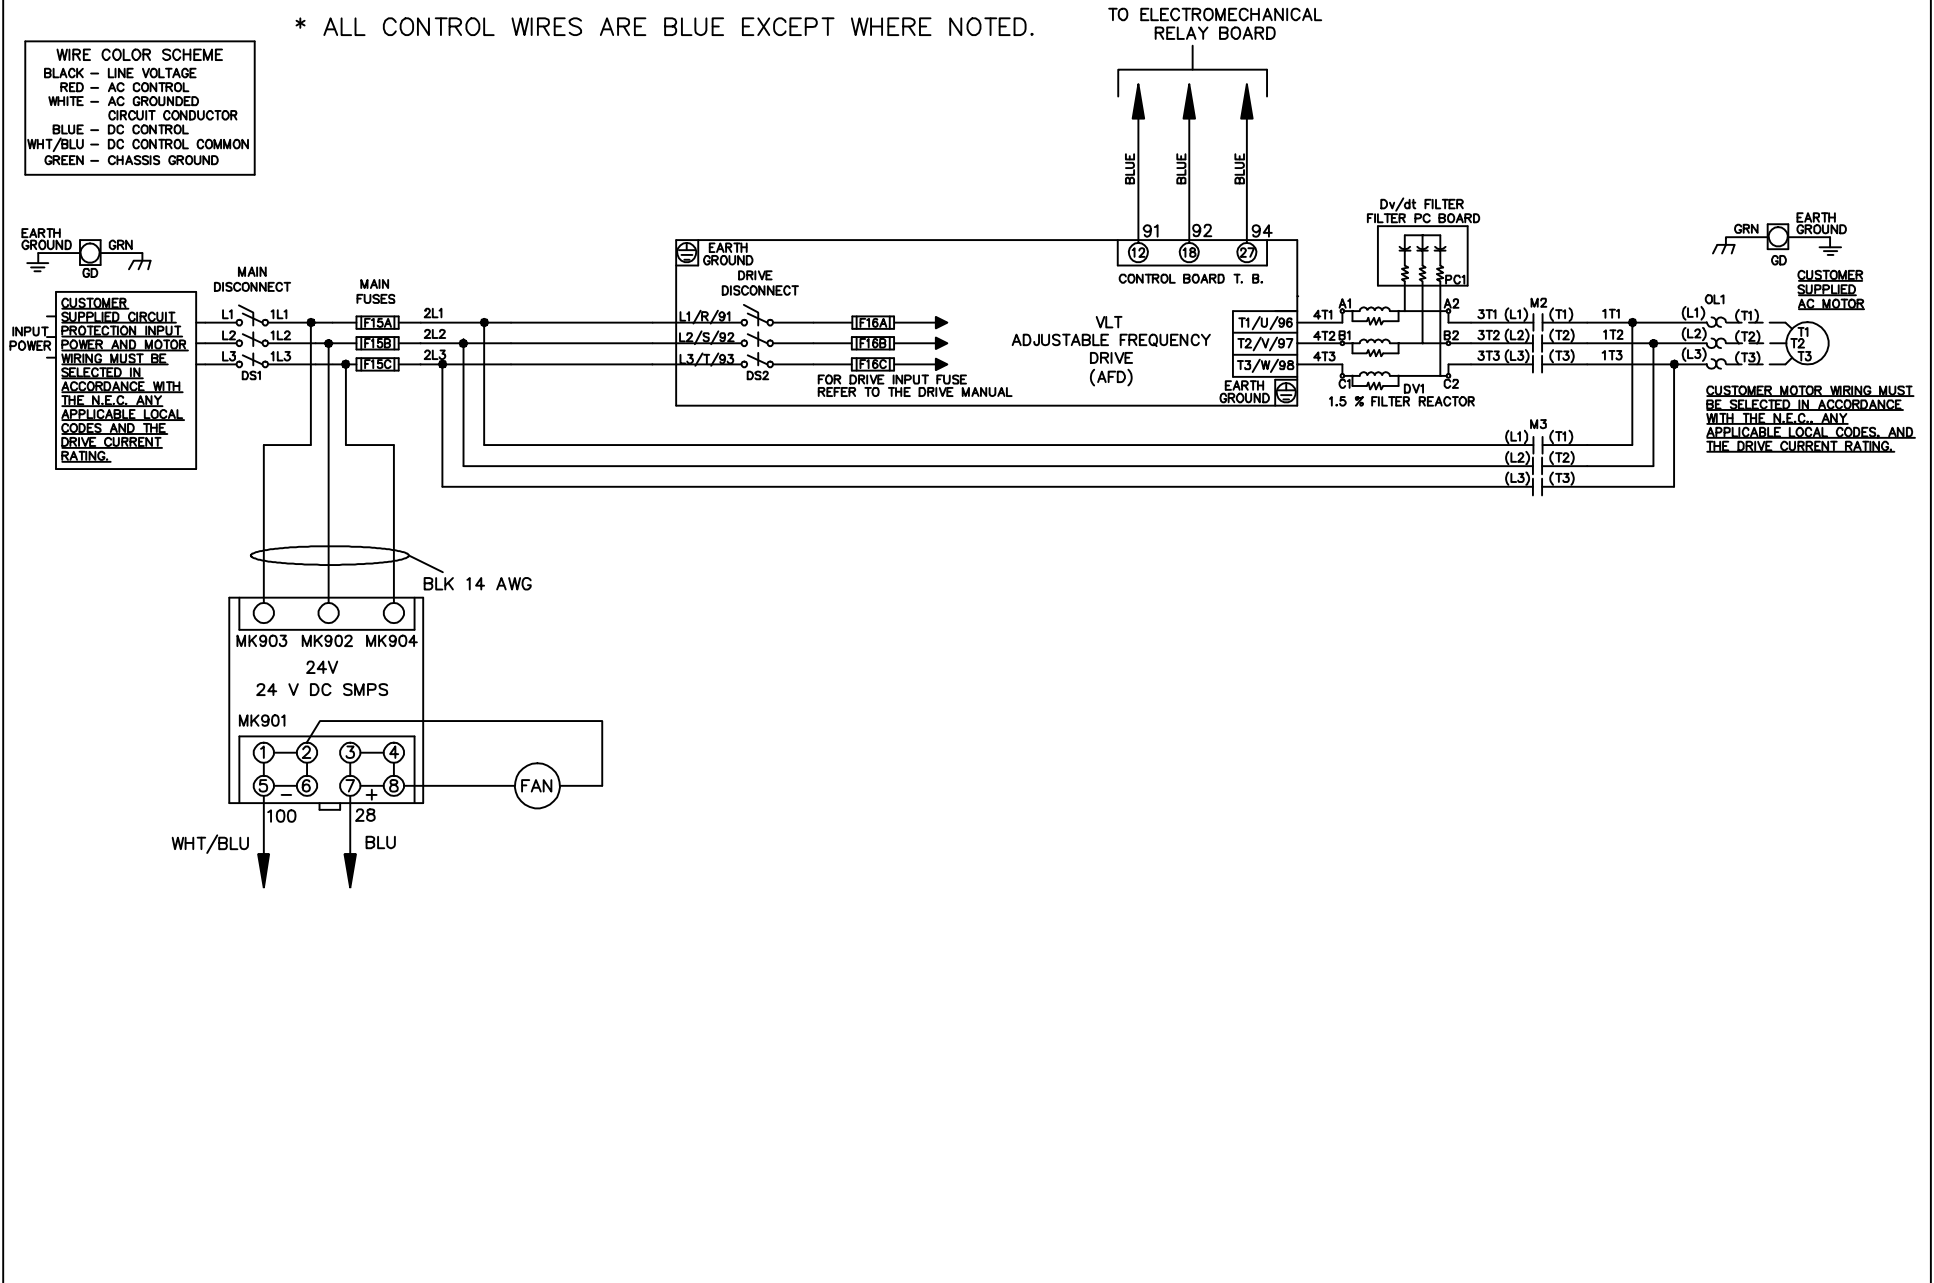 * ALL CONTROL WIRES ARE BLUE EXCEPT WHERE NOTED.
TO ELECTROMECHANICAL
RELAY BOARD
WIRE COLOR SCHEME
BLACK – LINE VOLTAGE
RED – AC CONTROL
WHITE – AC GROUNDED
CIRCUIT CONDUCTOR
BLUE – DC CONTROL
WHT/BLU – DC CONTROL COMMON
GREEN – CHASSIS GROUND
BLUE
BLUE
BLUE
91
92
94
12
18
27
CONTROL BOARD T. B.
EARTH
GROUND
GRN
GD
INPUT
POWER
CUSTOMER
SUPPLIED CIRCUIT
PROTECTION INPUT
POWER AND MOTOR
WIRING MUST BE
SELECTED IN
ACCORDANCE WITH
THE N.E.C. ANY
APPLICABLE LOCAL
CODES AND THE
DRIVE CURRENT
RATING.
MAIN
DISCONNECT
L1 1L1
L2 1L2
L3 1L3
DS1
MAIN
FUSES
F15A
F15B
F15C
2L1
2L2
2L3
EARTH
GROUND
DRIVE
DISCONNECT
L1/R/91
L2/S/92
L3/T/93
DS2
F16A
F16B
F16C
FOR DRIVE INPUT FUSE
REFER TO THE DRIVE MANUAL
VLT
ADJUSTABLE FREQUENCY
DRIVE
(AFD)
T1/U/96
T2/V/97
T3/W/98
EARTH
GROUND
4T1
4T2
4T3
Dv/dt FILTER
FILTER PC BOARD
PC1
A1 A2
B1 B2
C1 C2
DV1
1.5 % FILTER REACTOR
M2
3T1 (L1) (T1) 1T1
3T2 (L2) (T2) 1T2
3T3 (L3) (T3) 1T3
M3
(L1) (T1)
(L2) (T2)
(L3) (T3)
OL1
(L1) (T1)
(L2) (T2)
(L3) (T3)
T1
T2
T3
GRN
EARTH
GROUND
GD
CUSTOMER
SUPPLIED
AC MOTOR
CUSTOMER MOTOR WIRING MUST
BE SELECTED IN ACCORDANCE
WITH THE N.E.C., ANY
APPLICABLE LOCAL CODES, AND
THE DRIVE CURRENT RATING.
BLK 14 AWG
MK903 MK902 MK904
24V
24 V DC SMPS
MK901
1 2 3 4
5 – 6 7 + 8
FAN
100
28
WHT/BLU
BLU